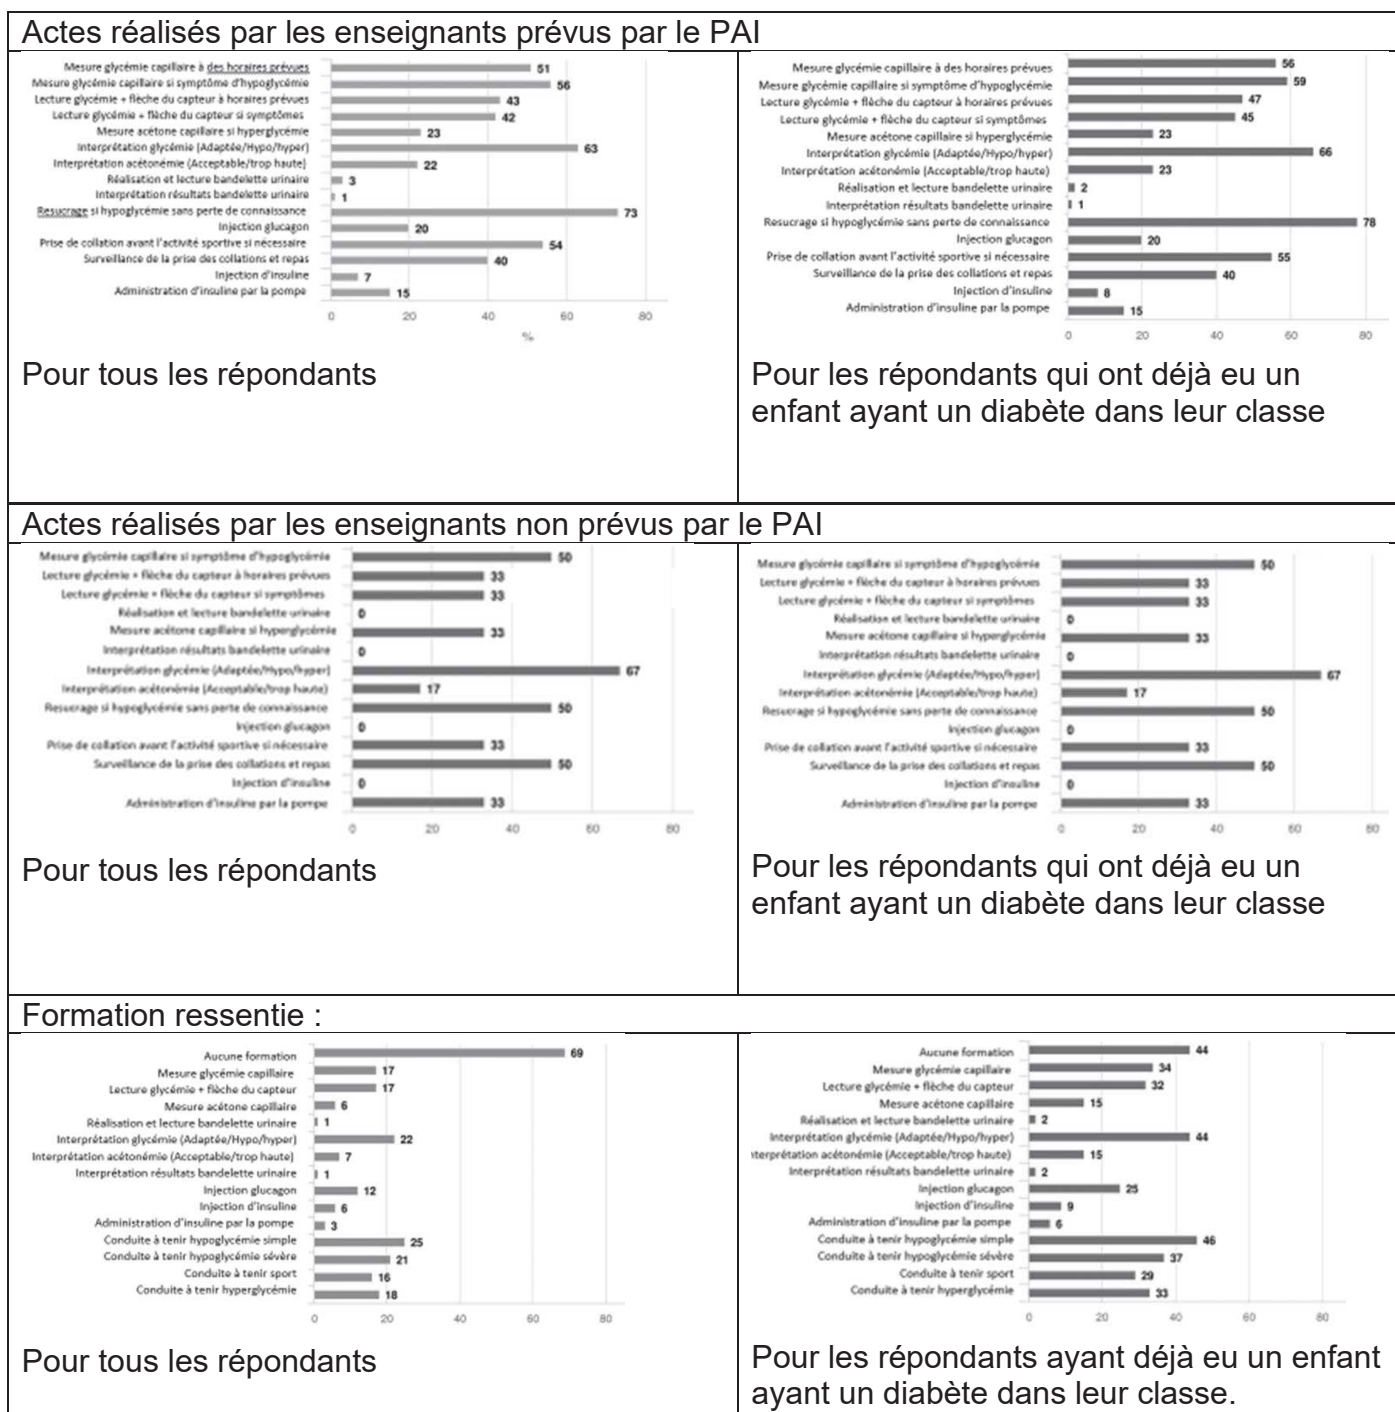 Actes réalisés par les enseignants prévus par le PAI
Mesure glycémie capillaire à des horaires prévues 51
Mesure glycémie capillaire si symptôme d'hypoglycémie 56
Lecture glycémie + flèche du capteur à horaires prévues 43
Lecture glycémie + flèche du capteur si symptômes 42
Mesure acétone capillaire si hyperglycémie 23
Interprétation glycémie (Adaptée/Hypo/hyper) 63
Interprétation acétonémie (Acceptable/trop haute) 22
Réalisation et lecture bandelette urinaire 3
Interprétation résultats bandelette urinaire 1
Resucrage si hypoglycémie sans perte de connaissance 73
Injection glucagon 20
Prise de collation avant l'activité sportive si nécessaire 54
Surveillance de la prise des collations et repas 40
Injection d'insuline 7
Administration d'insuline par la pompe 15
0 20 40 60 80
%
Pour tous les répondants
Mesure glycémie capillaire à des horaires prévues 56
Mesure glycémie capillaire si symptôme d'hypoglycémie 59
Lecture glycémie + flèche du capteur à horaires prévues 47
Lecture glycémie + flèche du capteur si symptômes 45
Mesure acétone capillaire si hyperglycémie 23
Interprétation glycémie (Adaptée/Hypo/hyper) 66
Interprétation acétonémie (Acceptable/trop haute) 23
Réalisation et lecture bandelette urinaire 2
Interprétation résultats bandelette urinaire 1
Resucrage si hypoglycémie sans perte de connaissance 78
Injection glucagon 20
Prise de collation avant l'activité sportive si nécessaire 55
Surveillance de la prise des collations et repas 40
Injection d'insuline 8
Administration d'insuline par la pompe 15
0 20 40 60 80
Pour les répondants qui ont déjà eu un
enfant ayant un diabète dans leur classe
Actes réalisés par les enseignants non prévus par le PAI
Mesure glycémie capillaire si symptôme d'hypoglycémie 50
Lecture glycémie + flèche du capteur à horaires prévues 33
Lecture glycémie + flèche du capteur si symptômes 33
Réalisation et lecture bandelette urinaire 0
Mesure acétone capillaire si hyperglycémie 33
Interprétation résultats bandelette urinaire 0
Interprétation glycémie (Adaptée/Hypo/hyper) 67
Interprétation acétonémie (Acceptable/trop haute) 17
Resucrage si hypoglycémie sans perte de connaissance 50
Injection glucagon 0
Prise de collation avant l'activité sportive si nécessaire 33
Surveillance de la prise des collations et repas 50
Injection d'insuline 0
Administration d'insuline par la pompe 33
0 20 40 60 80
Pour tous les répondants
Mesure glycémie capillaire si symptôme d'hypoglycémie 50
Lecture glycémie + flèche du capteur à horaires prévues 33
Lecture glycémie + flèche du capteur si symptômes 33
Réalisation et lecture bandelette urinaire 0
Mesure acétone capillaire si hyperglycémie 33
Interprétation résultats bandelette urinaire 0
Interprétation glycémie (Adaptée/Hypo/hyper) 67
Interprétation acétonémie (Acceptable/trop haute) 17
Resucrage si hypoglycémie sans perte de connaissance 50
Injection glucagon 0
Prise de collation avant l'activité sportive si nécessaire 33
Surveillance de la prise des collations et repas 50
Injection d'insuline 0
Administration d'insuline par la pompe 33
0 20 40 60 80
Pour les répondants qui ont déjà eu un
enfant ayant un diabète dans leur classe
Formation ressentie :
Aucune formation 69
Mesure glycémie capillaire 17
Lecture glycémie + flèche du capteur 17
Mesure acétone capillaire 6
Réalisation et lecture bandelette urinaire 1
Interprétation glycémie (Adaptée/Hypo/hyper) 22
Interprétation acétonémie (Acceptable/trop haute) 7
Interprétation résultats bandelette urinaire 1
Injection glucagon 12
Injection d'insuline 6
Administration d'insuline par la pompe 3
Conduite à tenir hypoglycémie simple 25
Conduite à tenir hypoglycémie sévère 21
Conduite à tenir sport 16
Conduite à tenir hyperglycémie 18
0 20 40 60 80
Pour tous les répondants
Aucune formation 44
Mesure glycémie capillaire 34
Lecture glycémie + flèche du capteur 32
Mesure acétone capillaire 15
Réalisation et lecture bandelette urinaire 2
Interprétation glycémie (Adaptée/Hypo/hyper) 44
nterprétation acétonémie (Acceptable/trop haute) 15
Interprétation résultats bandelette urinaire 2
Injection glucagon 25
Injection d'insuline 9
Administration d'insuline par la pompe 6
Conduite à tenir hypoglycémie simple 46
Conduite à tenir hypoglycémie sévère 37
Conduite à tenir sport 29
Conduite à tenir hyperglycémie 33
0 20 40 60 80
Pour les répondants ayant déjà eu un enfant
ayant un diabète dans leur classe.